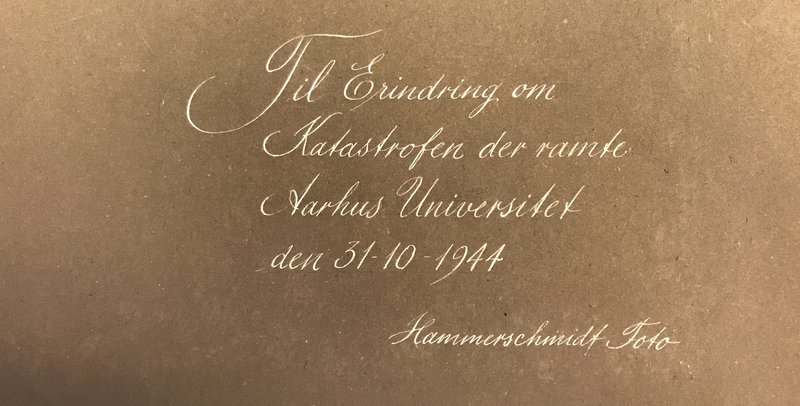 Til Erindring om
Katastrofen der ramte
Aarhus Universitet
den 31-10-1944
Hammerschmidt Foto